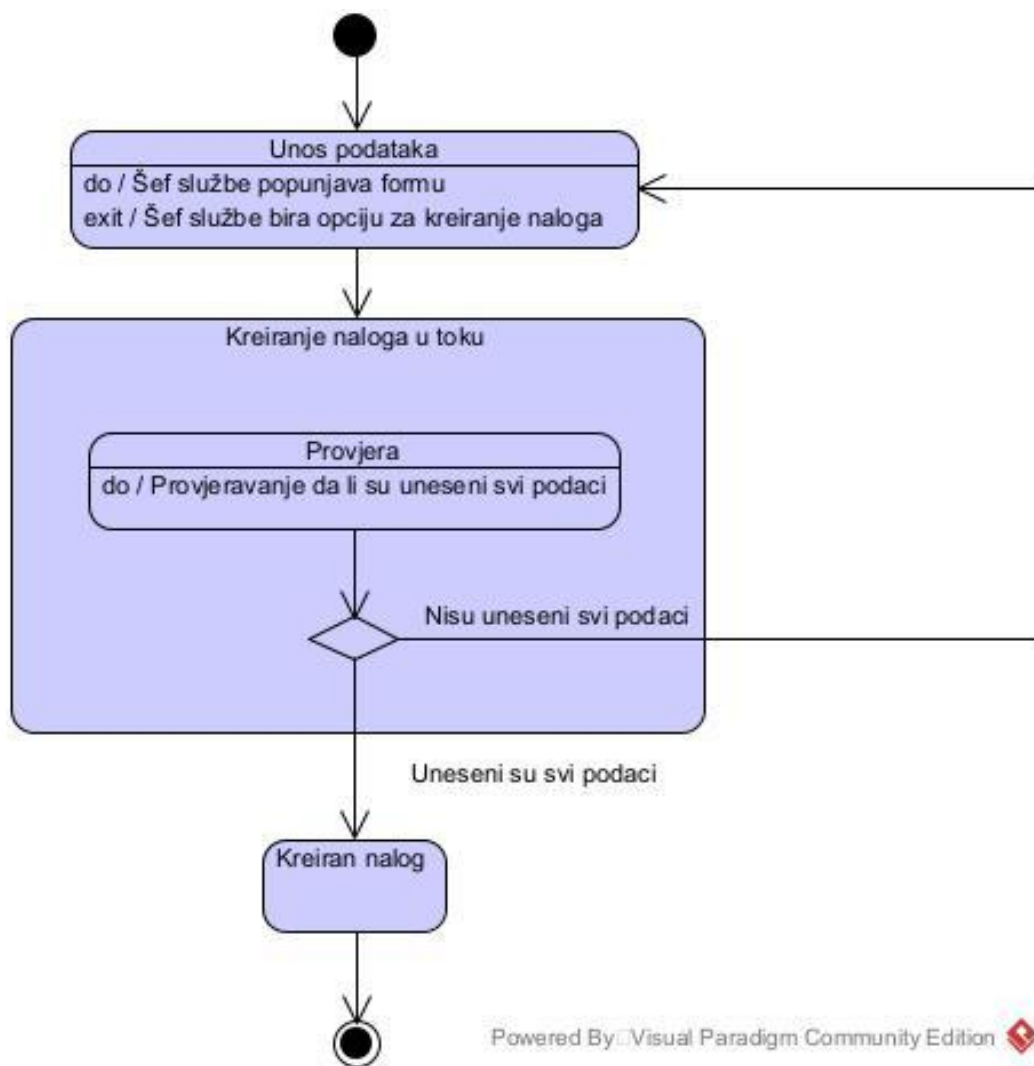 Unos podataka
do / Šef službe popunjava formu
exit / Šef službe bira opciju za kreiranje naloga
Kreiranje naloga u toku
Provjera
do / Provjeravanje da li su uneseni svi podaci
Nisu uneseni svi podaci
Uneseni su svi podaci
Kreiran nalog
Powered By Visual Paradigm Community Edition